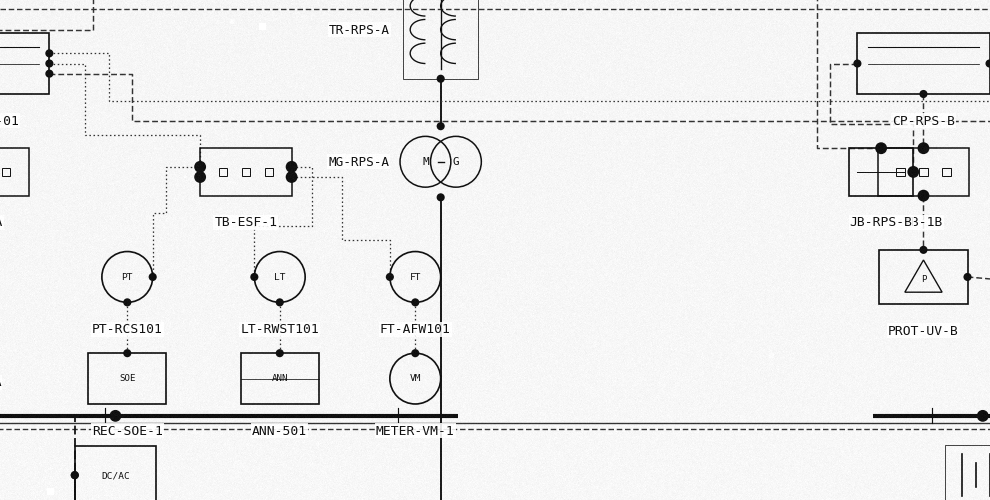 TR-RPS-A
-01
CP-RPS-B
M
G
MG-RPS-A
TB-ESF-1
JB-RPS-B
-1B
PT
LT
FT
P
PT-RCS101
LT-RWST101
FT-AFW101
PROT-UV-B
SOE
ANN
VM
REC-SOE-1
ANN-501
METER-VM-1
DC/AC